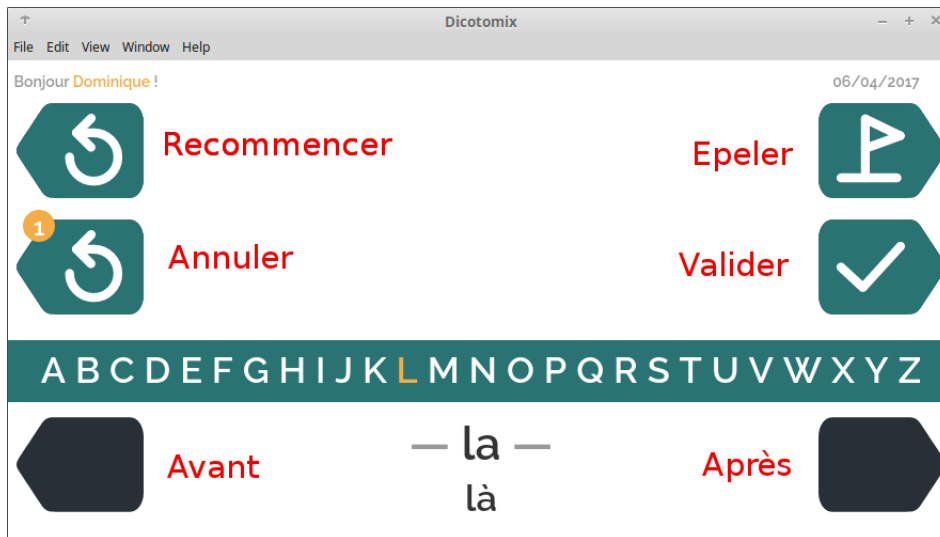 Dicotomix
File Edit View Window Help
Bonjour Dominique !
06/04/2017
Recommencer
Epeler
1
Annuler
Valider
A B C D E F G H I J K L M N O P Q R S T U V W X Y Z
Avant
— la —
Après
là